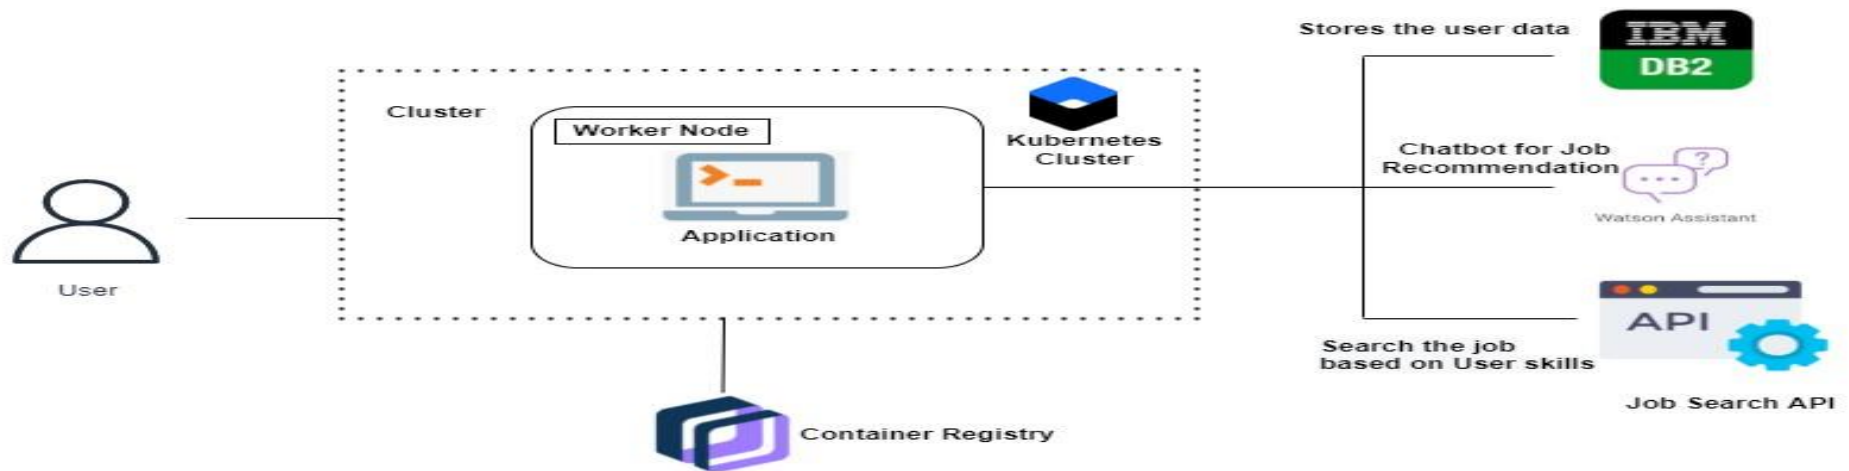 Stores the user data
IBM
DB2
Cluster
Worker Node
Kubernetes
Cluster
Chatbot for Job
Recommendation
?
Watson Assistant
Application
User
API
Search the job
based on User skills
Job Search API
Container Registry